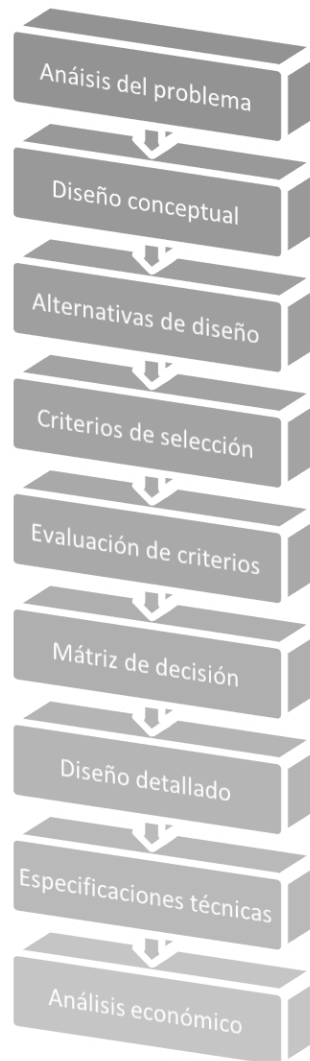 Anáisis del problema
Diseño conceptual
Alternativas de diseño
Criterios de selección
Evaluación de criterios
Mátriz de decisión
Diseño detallado
Especificaciones técnicas
Análisis económico